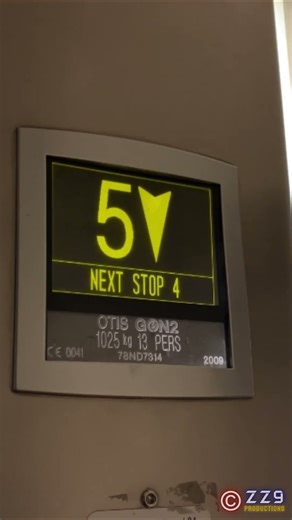 5
NEXT STOP 4
OTIS GEN2
1025 kg 13 PERS
CE 0041 78ND7314 2009
© ZZ9
PRODUCTIONS